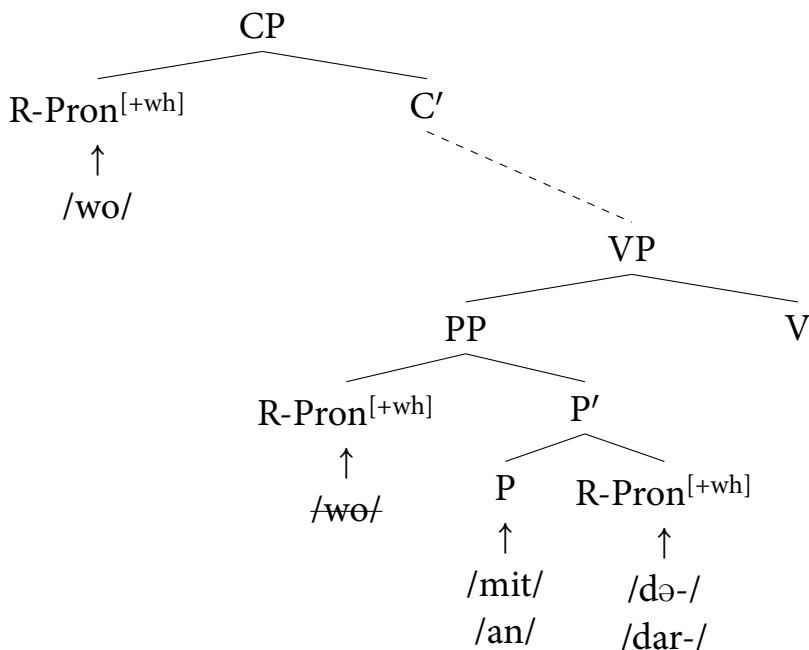 CP
R-Pron[+wh] C′
↑
/wo/
VP
PP V
R-Pron[+wh] P′
↑
/wo/
P R-Pron[+wh]
↑ ↑
/mit/ /də-/
/an/ /dar-/